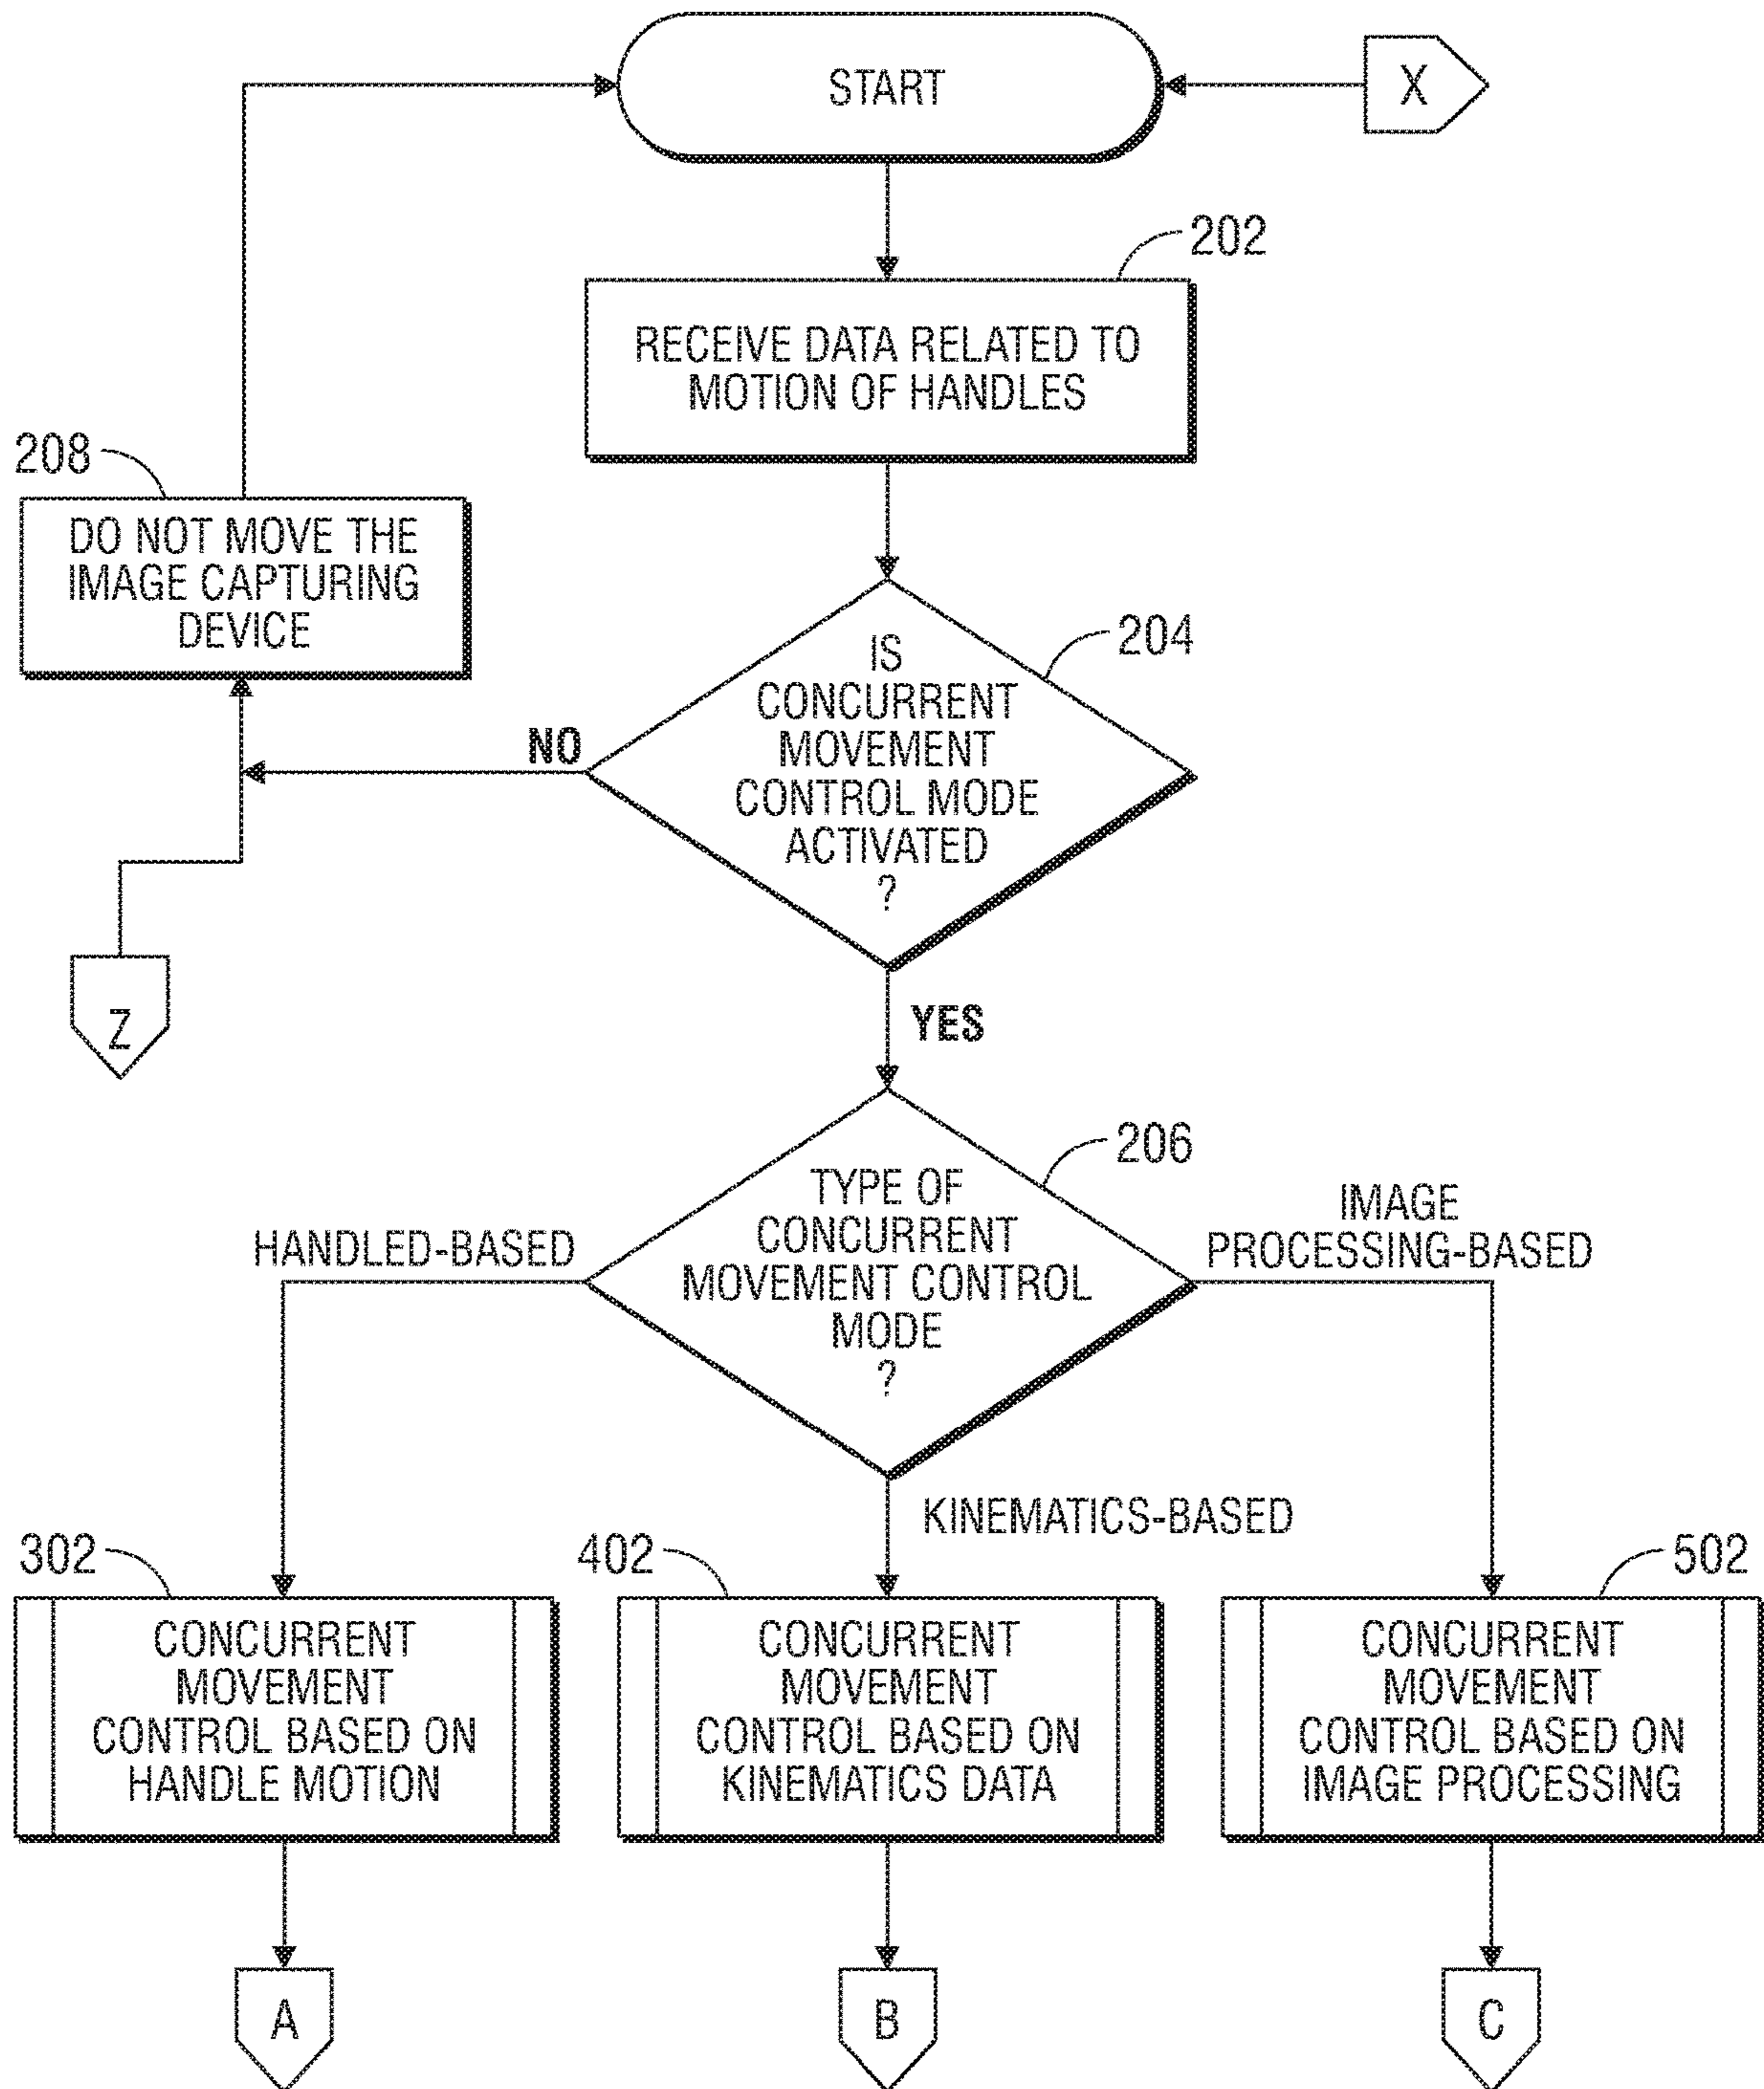 START
X
202
RECEIVE DATA RELATED TO
MOTION OF HANDLES
208
DO NOT MOVE THE
IMAGE CAPTURING
DEVICE
204
IS
CONCURRENT
MOVEMENT
CONTROL MODE
ACTIVATED
?
NO
Z
YES
206
TYPE OF
CONCURRENT
MOVEMENT CONTROL
MODE
?
HANDLED-BASED
IMAGE
PROCESSING-BASED
KINEMATICS-BASED
302
CONCURRENT
MOVEMENT
CONTROL BASED ON
HANDLE MOTION
402
CONCURRENT
MOVEMENT
CONTROL BASED ON
KINEMATICS DATA
502
CONCURRENT
MOVEMENT
CONTROL BASED ON
IMAGE PROCESSING
A
B
C